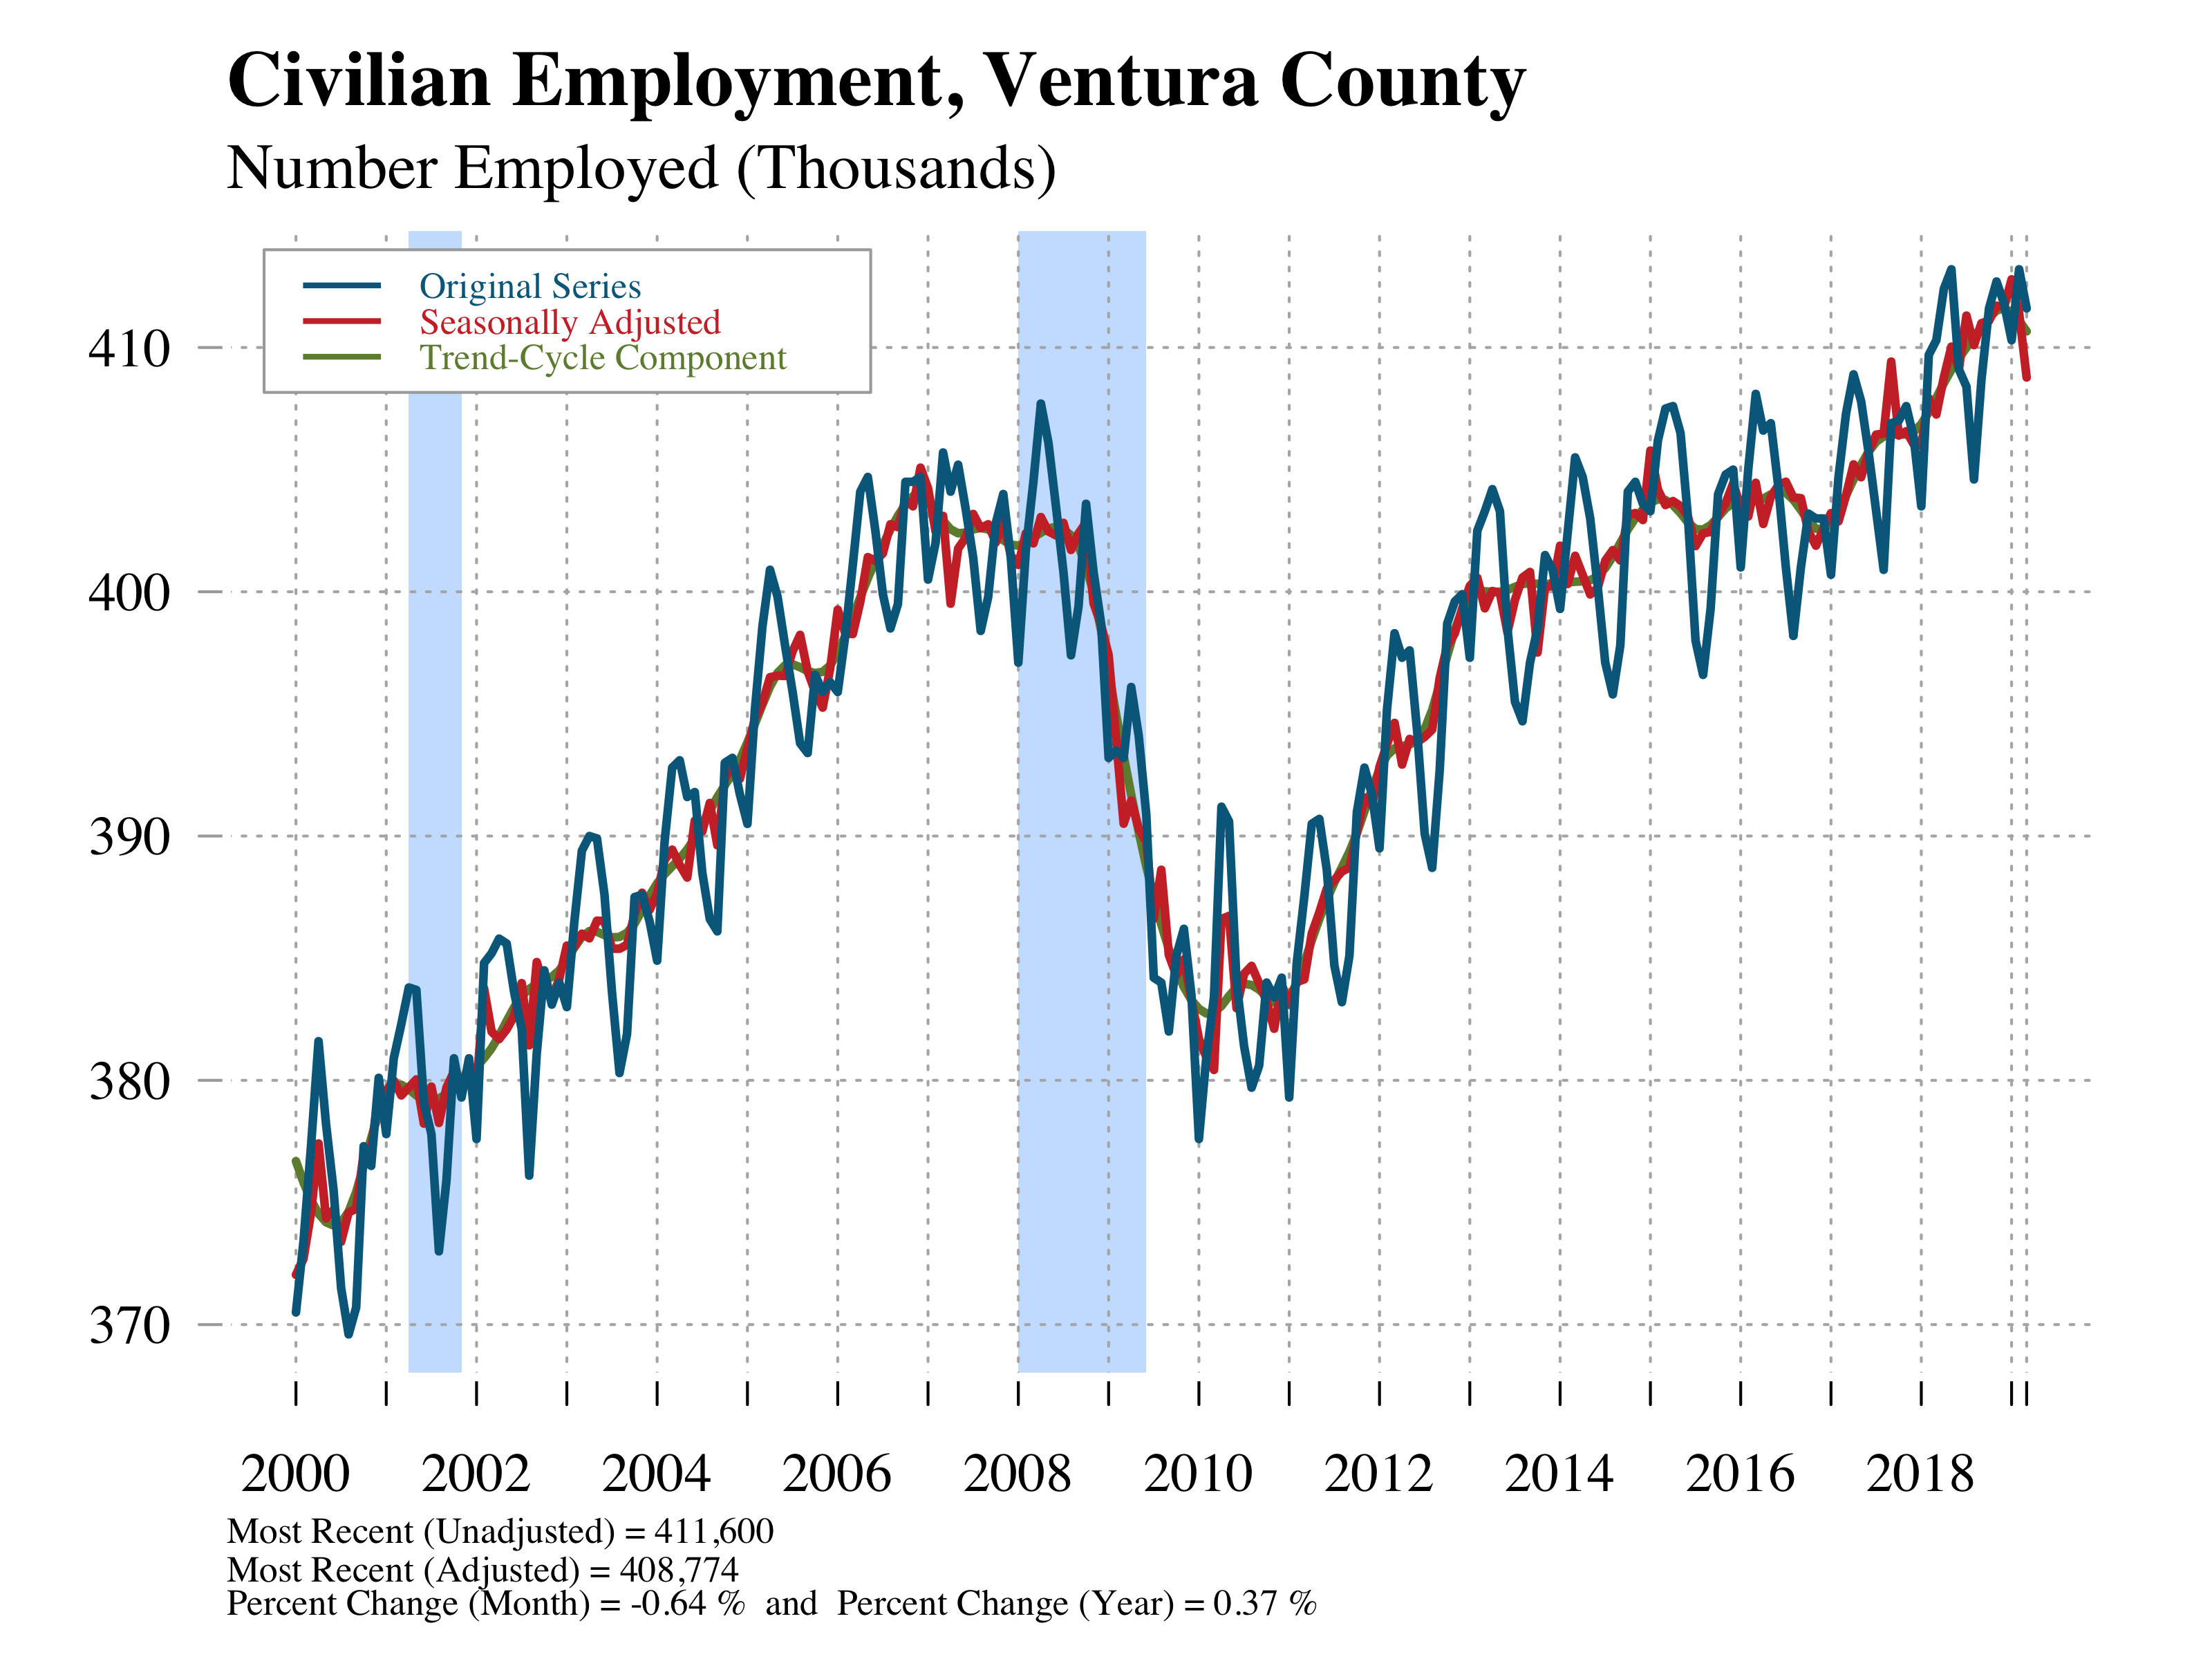 Civilian Employment, Ventura County
Number Employed (Thousands)
Original Series
Seasonally Adjusted
Trend-Cycle Component
410
400
390
380
370
2000 2002 2004 2006 2008 2010 2012 2014 2016 2018
Most Recent (Unadjusted) = 411,600
Most Recent (Adjusted) = 408,774
Percent Change (Month) = -0.64 % and Percent Change (Year) = 0.37 %